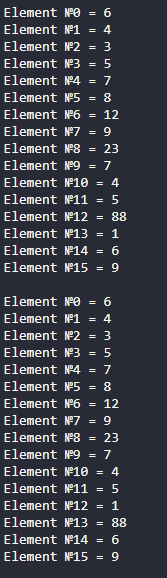 Element №0 = 6
Element №1 = 4
Element №2 = 3
Element №3 = 5
Element №4 = 7
Element №5 = 8
Element №6 = 12
Element №7 = 9
Element №8 = 23
Element №9 = 7
Element №10 = 4
Element №11 = 5
Element №12 = 88
Element №13 = 1
Element №14 = 6
Element №15 = 9

Element №0 = 6
Element №1 = 4
Element №2 = 3
Element №3 = 5
Element №4 = 7
Element №5 = 8
Element №6 = 12
Element №7 = 9
Element №8 = 23
Element №9 = 7
Element №10 = 4
Element №11 = 5
Element №12 = 1
Element №13 = 88
Element №14 = 6
Element №15 = 9